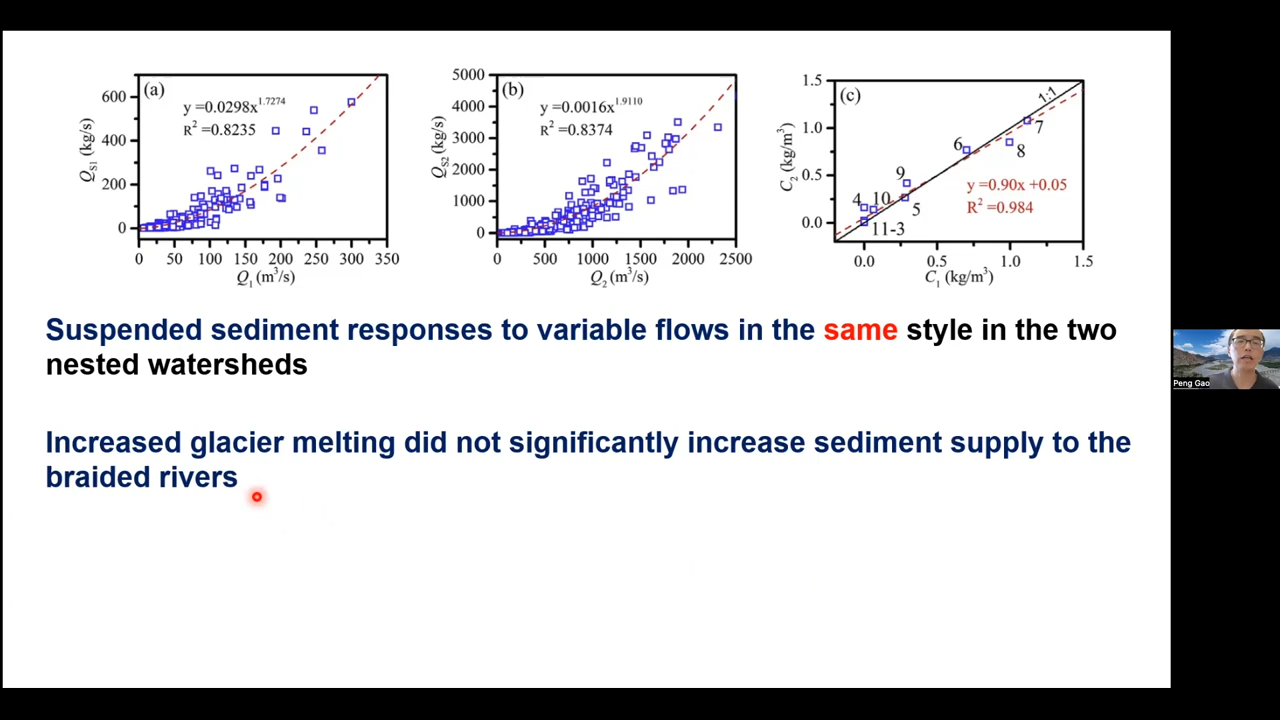 (a)
y =0.0298x^1.7274
R² =0.8235
600
400
200
0
Q_S1 (kg/s)
0 50 100 150 200 250 300 350
Q_1 (m³/s)
(b)
y =0.0016x^1.9110
R² =0.8374
5000
4000
3000
2000
1000
0
Q_S2 (kg/s)
0 500 1000 1500 2000 2500
Q_2 (m³/s)
(c)
1:1
1.5
1.0
0.5
0.0
C_2 (kg/m³)
6
7
8
9
4
10
5
11-3
y =0.90x +0.05
R² =0.984
0.0 0.5 1.0 1.5
C_1 (kg/m³)
Suspended sediment responses to variable flows in the same style in the two
nested watersheds
Increased glacier melting did not significantly increase sediment supply to the
braided rivers
Peng Gao